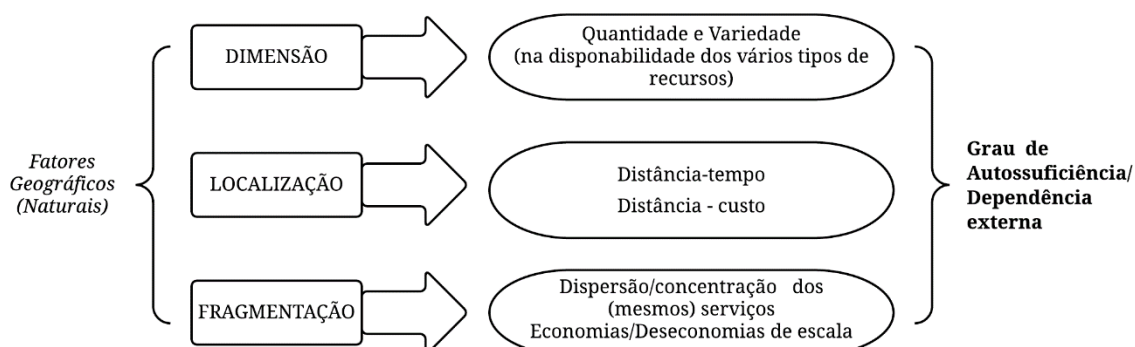 Fatores
Geográficos
(Naturais)
DIMENSÃO
Quantidade e Variedade
(na disponabilidade dos vários tipos de
recursos)
LOCALIZAÇÃO
Distância-tempo
Distância - custo
FRAGMENTAÇÃO
Dispersão/concentração dos
(mesmos) serviços
Economias/Deseconomias de escala
Grau de
Autossuficiência/
Dependência
externa